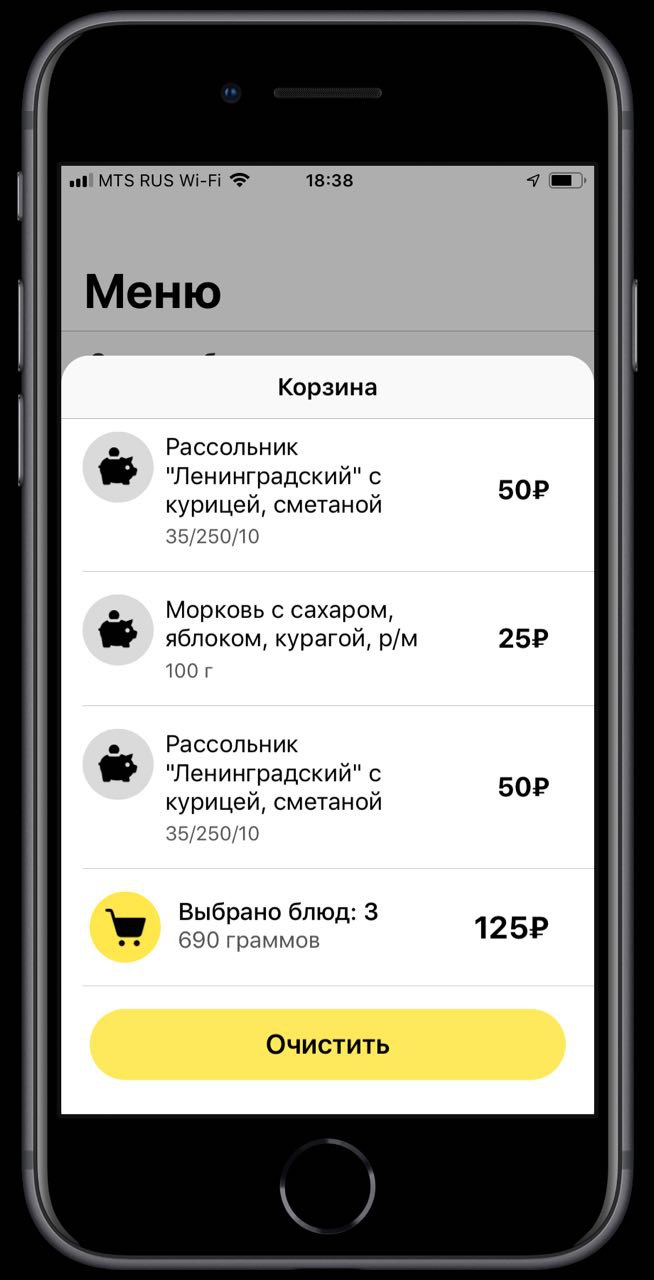 MTS RUS Wi-Fi 18:38
Меню
Корзина
Рассольник
"Ленинградский" с
курицей, сметаной
35/250/10
50₽
Морковь с сахаром,
яблоком, курагой, р/м
100 г
25₽
Рассольник
"Ленинградский" с
курицей, сметаной
35/250/10
50₽
Выбрано блюд: 3
690 граммов
125₽
Очистить